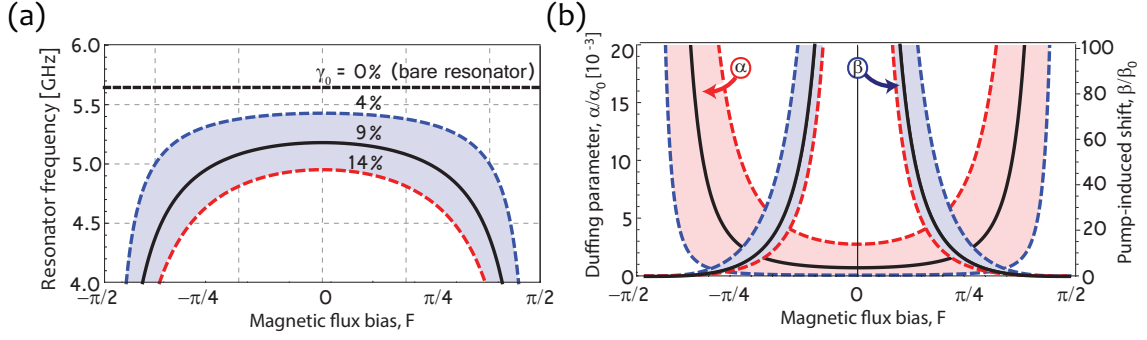 (a)
Resonator frequency [GHz]
6.0
5.5
5.0
4.5
4.0
γ₀ = 0% (bare resonator)
4%
9%
14%
−π/2
−π/4
0
π/4
π/2
Magnetic flux bias, F
(b)
Duffing parameter, α/α₀ [10⁻³]
20
15
10
5
0
α
β
100
80
60
40
20
0
Pump-induced shift, β/β₀
−π/2
−π/4
0
π/4
π/2
Magnetic flux bias, F